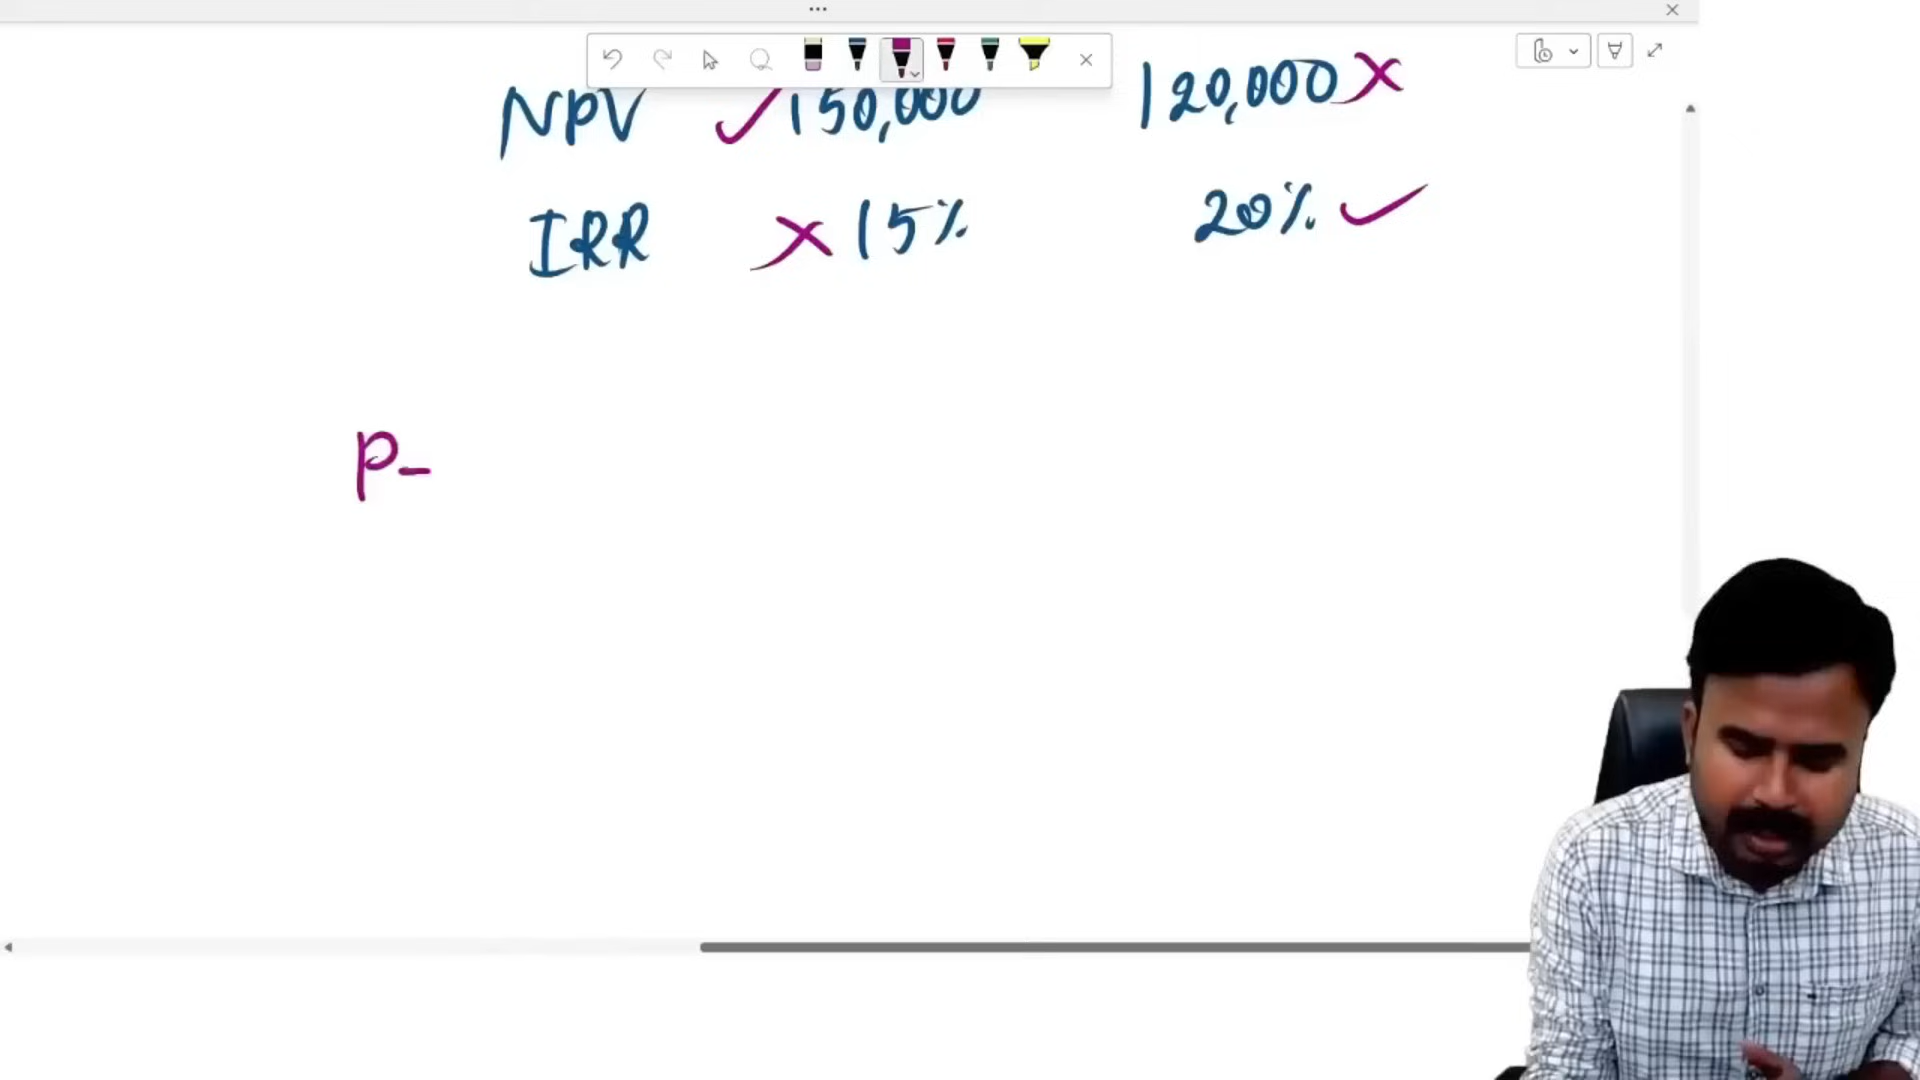 NPV ✓ 150,000 120,000 ✗
IRR ✗ 15% 20% ✓
P-